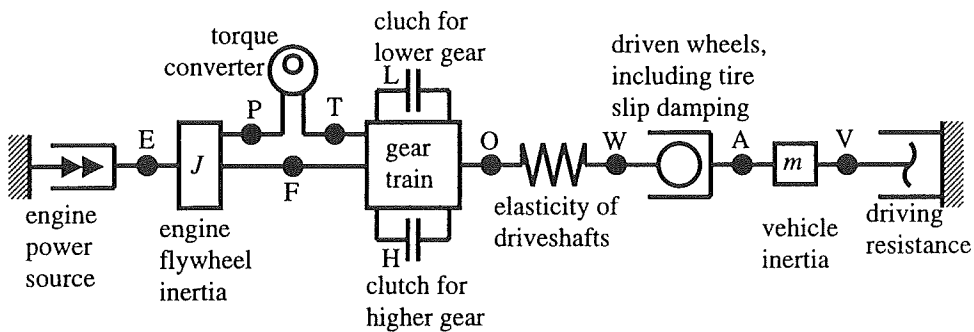 torque
converter
cluch for
lower gear
L
driven wheels,
including tire
slip damping
E
P
T
J
F
gear
train
O
W
A
m
V
engine
power
source
engine
flywheel
inertia
H
clutch for
higher gear
elasticity of
driveshafts
vehicle
inertia
driving
resistance